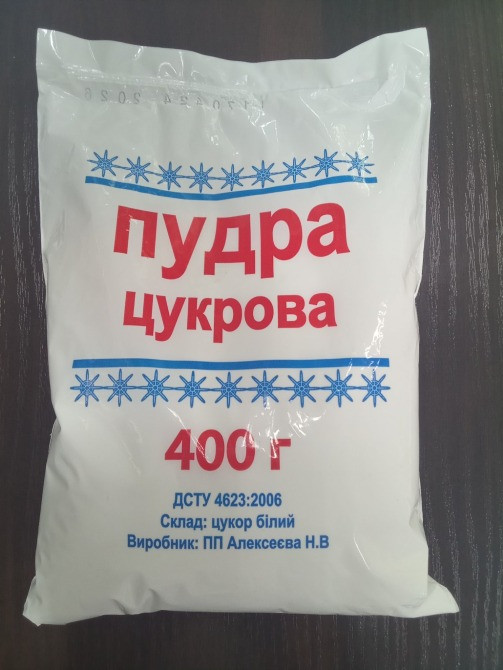 пудра
цукрова
400 г
ДСТУ 4623:2006
Склад: цукор білий
Виробник: ПП Алексеєва Н.В